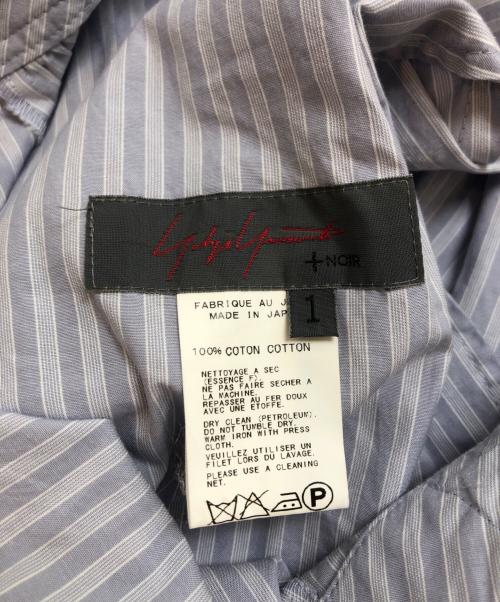 Yohji Yamamoto
+NOIR
1
FABRIQUE AU
MADE IN
100% COTON COTTON
NETTOYAGE A SEC
(ESSENCE F).
NE PAS FAIRE SECHER A
LA MACHINE.
REPASSER AU FER DOUX
AVEC UNE ETOFFE.
DRY CLEAN (PETROLEUM).
DO NOT TUMBLE DRY.
WARM IRON WITH PRESS
CLOTH.
VEUILLEZ UTILISER UN
FILET LORS DU LAVAGE.
PLEASE USE A CLEANING
NET.
P